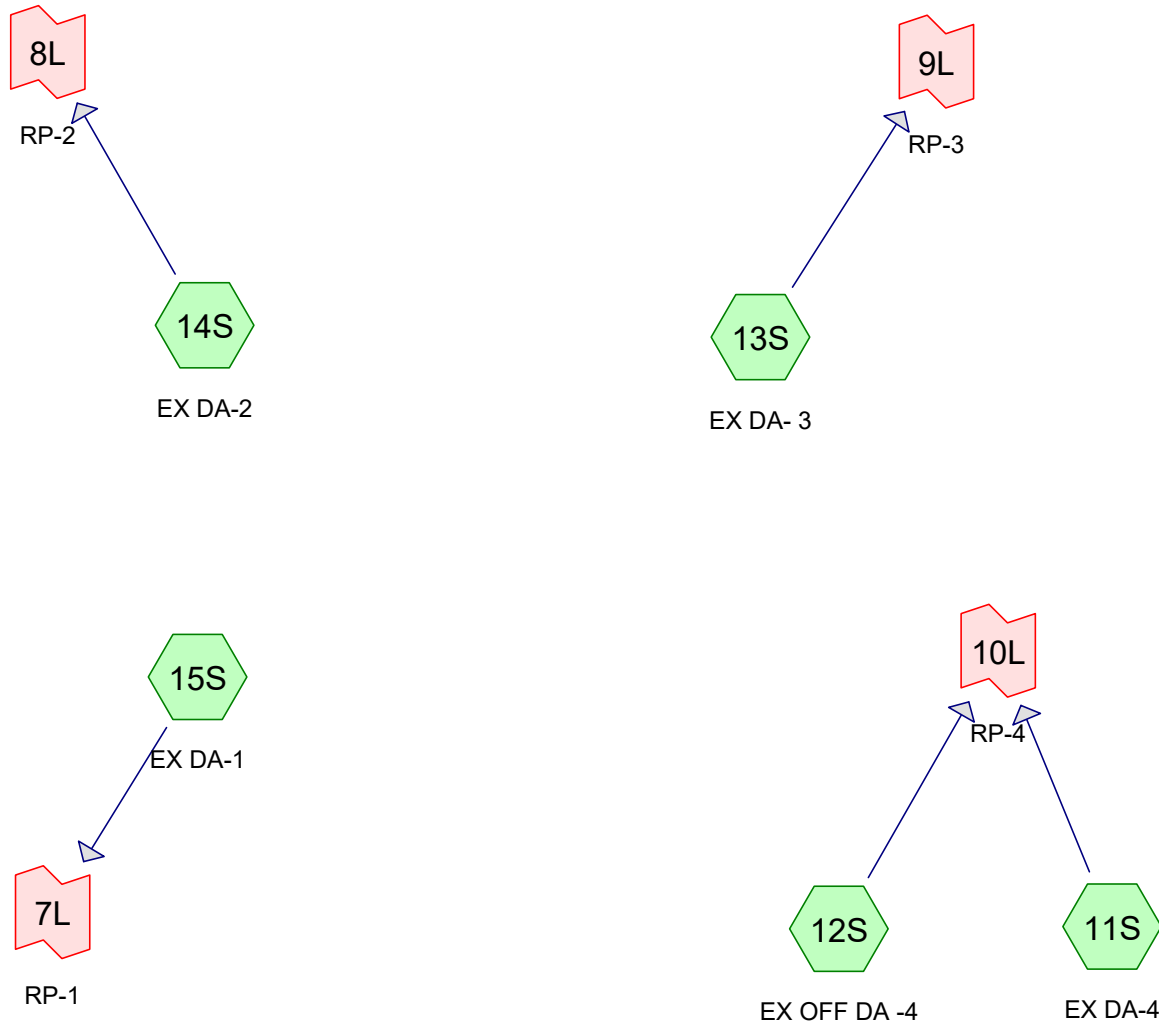 8L
RP-2
9L
RP-3
14S
EX DA-2
13S
EX DA- 3
15S
EX DA-1
7L
RP-1
10L
RP-4
12S
EX OFF DA -4
11S
EX DA-4